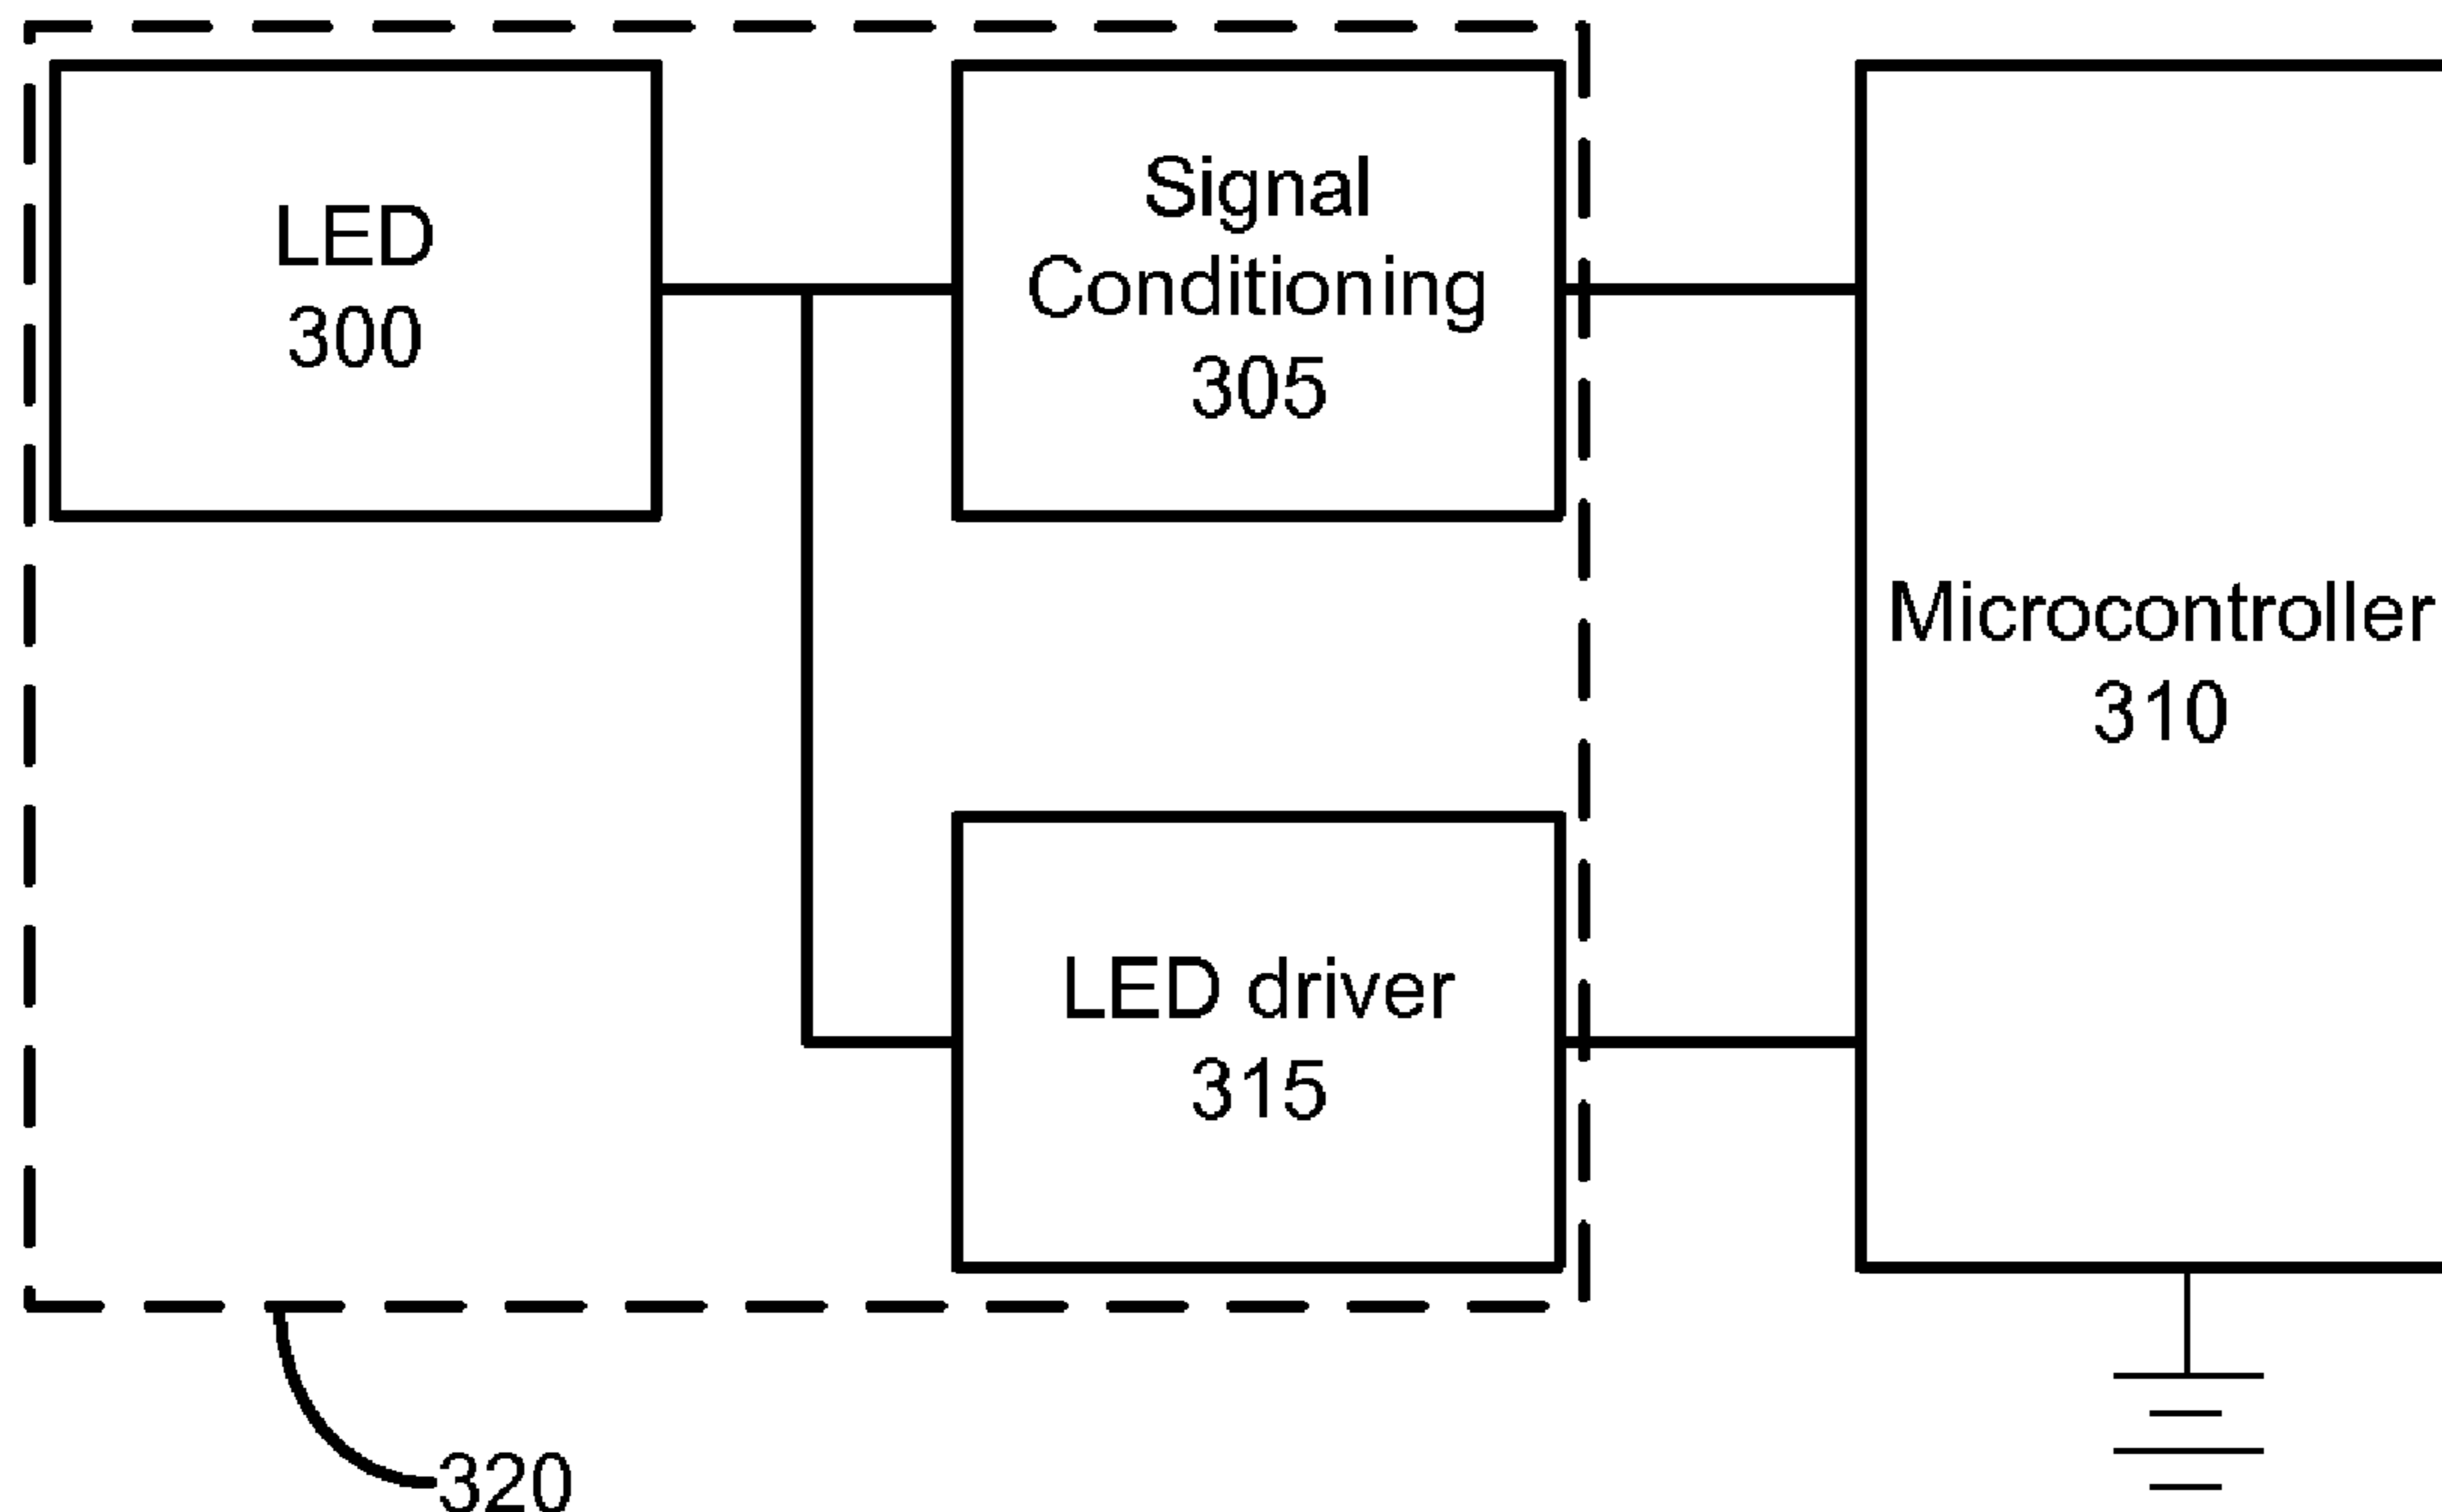 LED
300
Signal
Conditioning
305
Microcontroller
310
LED driver
315
320